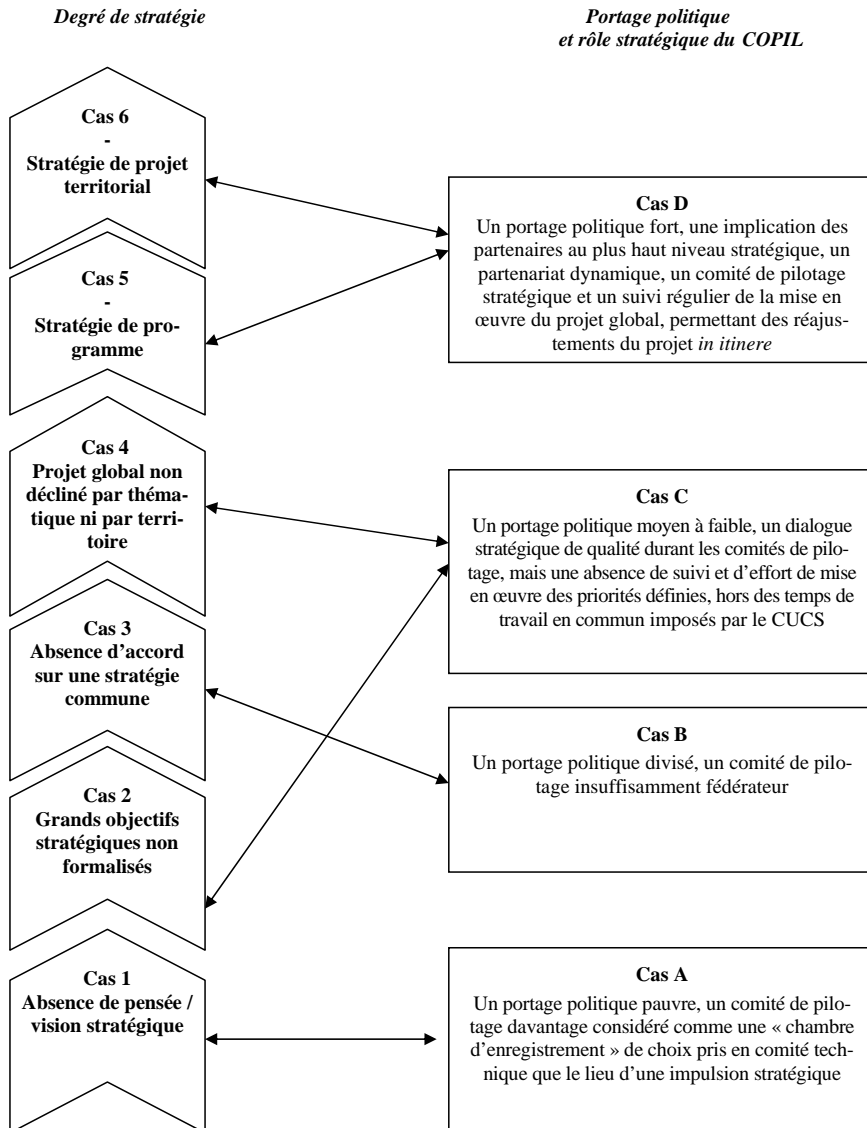 Degré de stratégie
Portage politique
et rôle stratégique du COPIL
Cas 6
-
Stratégie de projet
territorial
Cas 5
-
Stratégie de pro-
gramme
Cas 4
Projet global non
décliné par théma-
tique ni par terri-
toire
Cas 3
Absence d'accord
sur une stratégie
commune
Cas 2
Grands objectifs
stratégiques non
formalisés
Cas 1
Absence de pensée /
vision stratégique
Cas D
Un portage politique fort, une implication des
partenaires au plus haut niveau stratégique, un
partenariat dynamique, un comité de pilotage
stratégique et un suivi régulier de la mise en
œuvre du projet global, permettant des réajus-
tements du projet in itinere
Cas C
Un portage politique moyen à faible, un dialogue
stratégique de qualité durant les comités de pilo-
tage, mais une absence de suivi et d'effort de mise
en œuvre des priorités définies, hors des temps de
travail en commun imposés par le CUCS
Cas B
Un portage politique divisé, un comité de pilo-
tage insuffisamment fédérateur
Cas A
Un portage politique pauvre, un comité de pilo-
tage davantage considéré comme une « chambre
d'enregistrement » de choix pris en comité tech-
nique que le lieu d'une impulsion stratégique